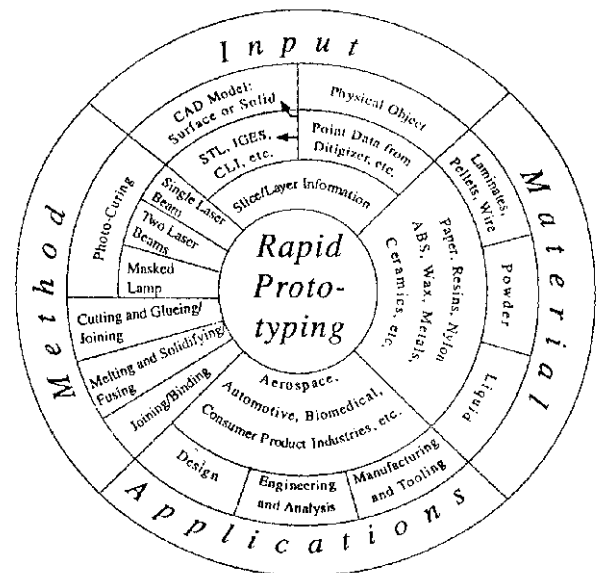 Input
CAD Model:
Surface or Solid
Physical Object
STL, IGES,
CLI, etc.
Point Data from
Ditigizer, etc.
Slice/Layer Information
Material
Laminates,
Pellets, Wire
Powder
Liquid
Paper, Resins, Nylon
ABS, Wax, Metals,
Ceramics, etc.
Rapid
Proto-
typing
Method
Photo-Curing
Single Laser
Beam
Two Laser
Beams
Masked
Lamp
Cutting and Glueing/
Joining
Melting and Solidifying/
Fusing
Joining/Binding
Aerospace,
Automotive, Biomedical,
Consumer Product Industries, etc.
Design
Engineering
and Analysis
Manufacturing
and Tooling
Applications